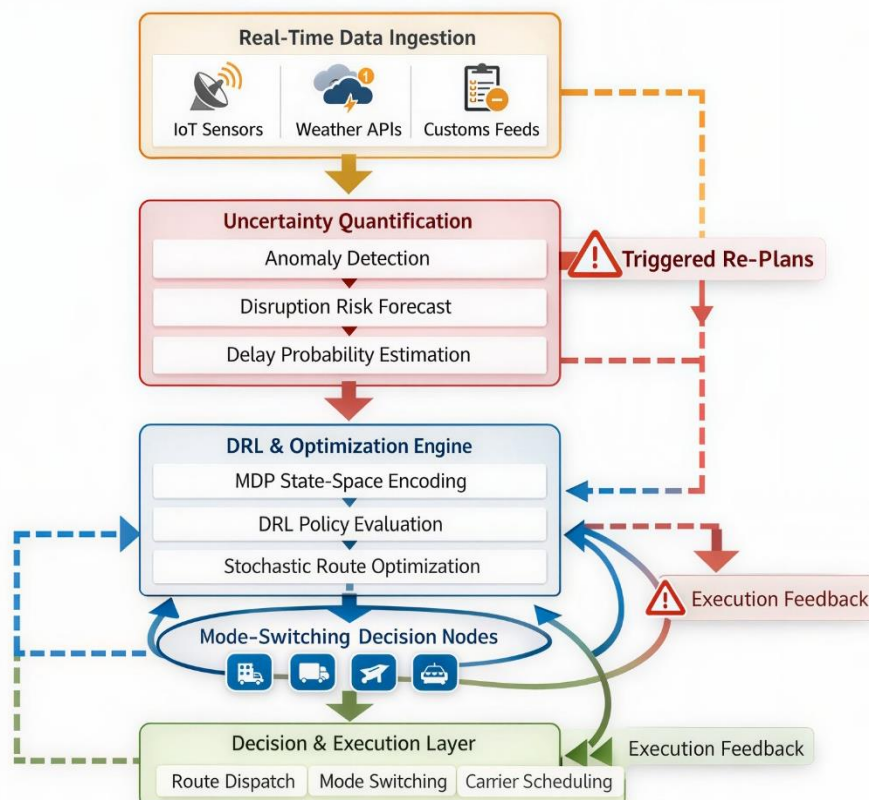 Real-Time Data Ingestion
1
IoT Sensors
Weather APIs
Customs Feeds
Uncertainty Quantification
Anomaly Detection
Triggered Re-Plans
Disruption Risk Forecast
Delay Probability Estimation
DRL & Optimization Engine
MDP State-Space Encoding
DRL Policy Evaluation
Stochastic Route Optimization
Execution Feedback
Mode-Switching Decision Nodes
Decision & Execution Layer
Execution Feedback
Route Dispatch
Mode Switching
Carrier Scheduling